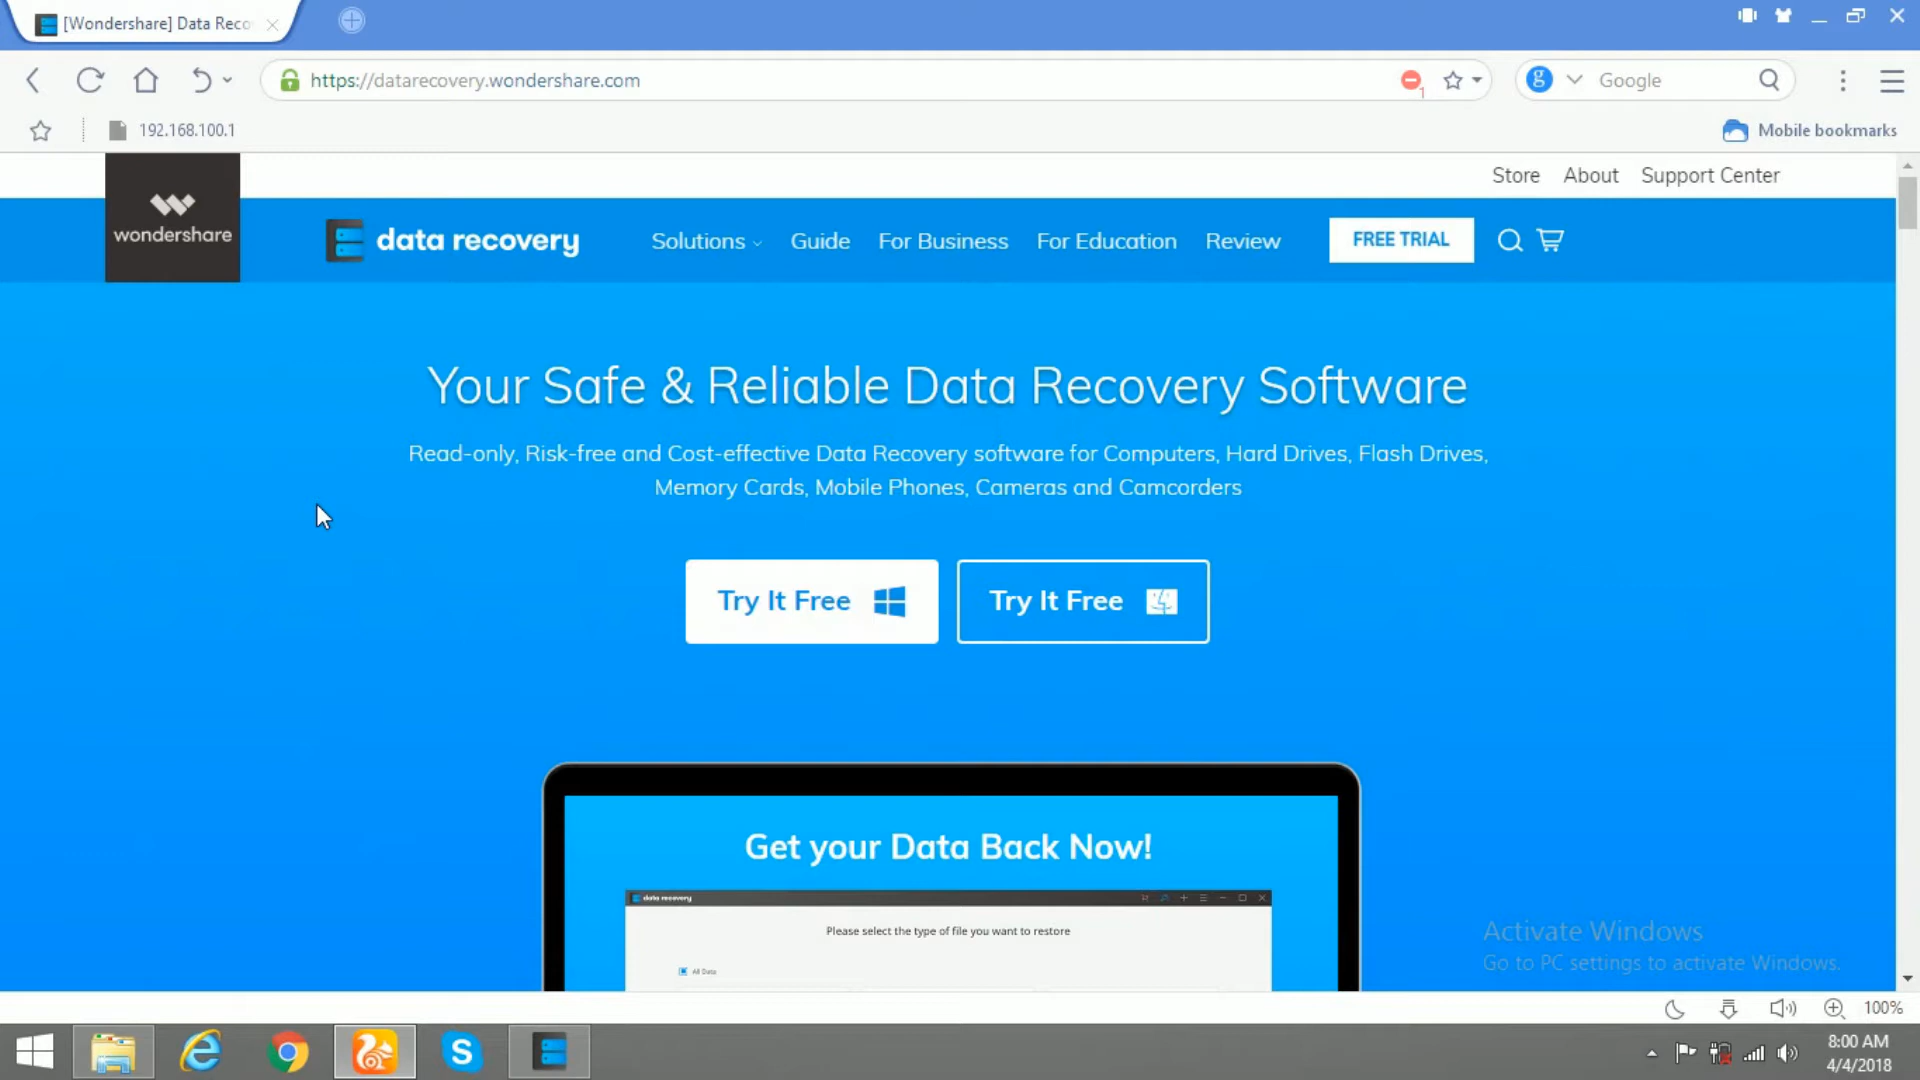 [Wondershare] Data Reco
https://datarecovery.wondershare.com
1
g
Google
192.168.100.1
Mobile bookmarks
Store About Support Center
wondershare
data recovery Solutions Guide For Business For Education Review FREE TRIAL
Your Safe & Reliable Data Recovery Software
Read-only, Risk-free and Cost-effective Data Recovery software for Computers, Hard Drives, Flash Drives,
Memory Cards, Mobile Phones, Cameras and Camcorders
Try It Free Try It Free
Get your Data Back Now!
data recovery
Please select the type of file you want to restore
All Data
Activate Windows
Go to PC settings to activate Windows.
100%
S
8:00 AM
4/4/2018